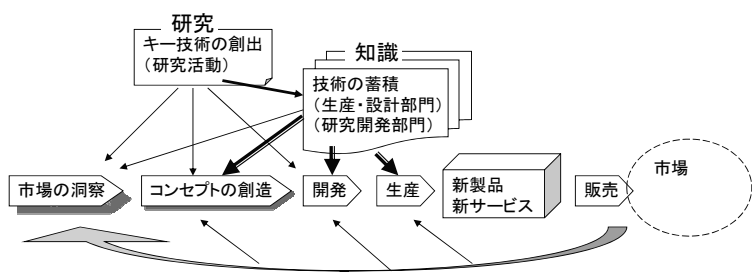 研究
キー技術の創出
(研究活動)
知識
技術の蓄積
(生産・設計部門)
(研究開発部門)
市場の洞察
コンセプトの創造
開発
生産
新製品
新サービス
販売
市場